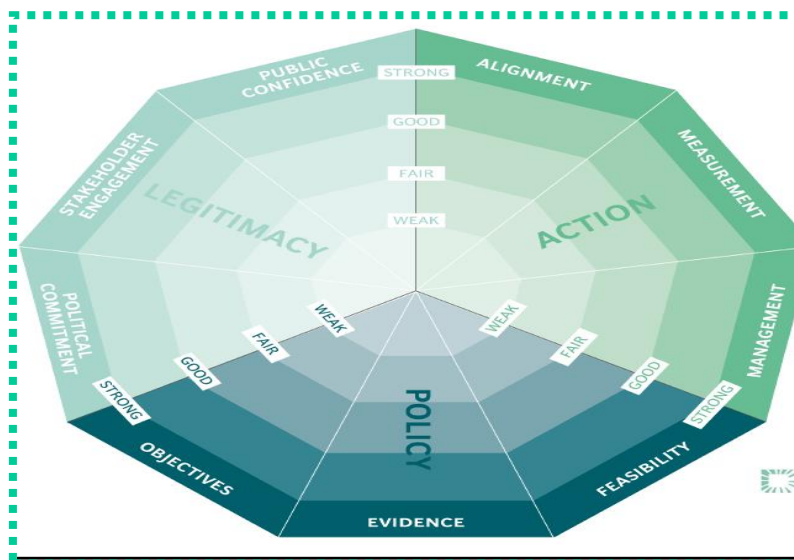 PUBLIC
CONFIDENCE
ALIGNMENT
STAKEHOLDER
ENGAGEMENT
MEASUREMENT
POLITICAL
COMMITMENT
MANAGEMENT
LEGITIMACY
ACTION
STRONG
GOOD
FAIR
WEAK
WEAK
FAIR
GOOD
STRONG
WEAK
FAIR
GOOD
STRONG
POLICY
OBJECTIVES
EVIDENCE
FEASIBILITY